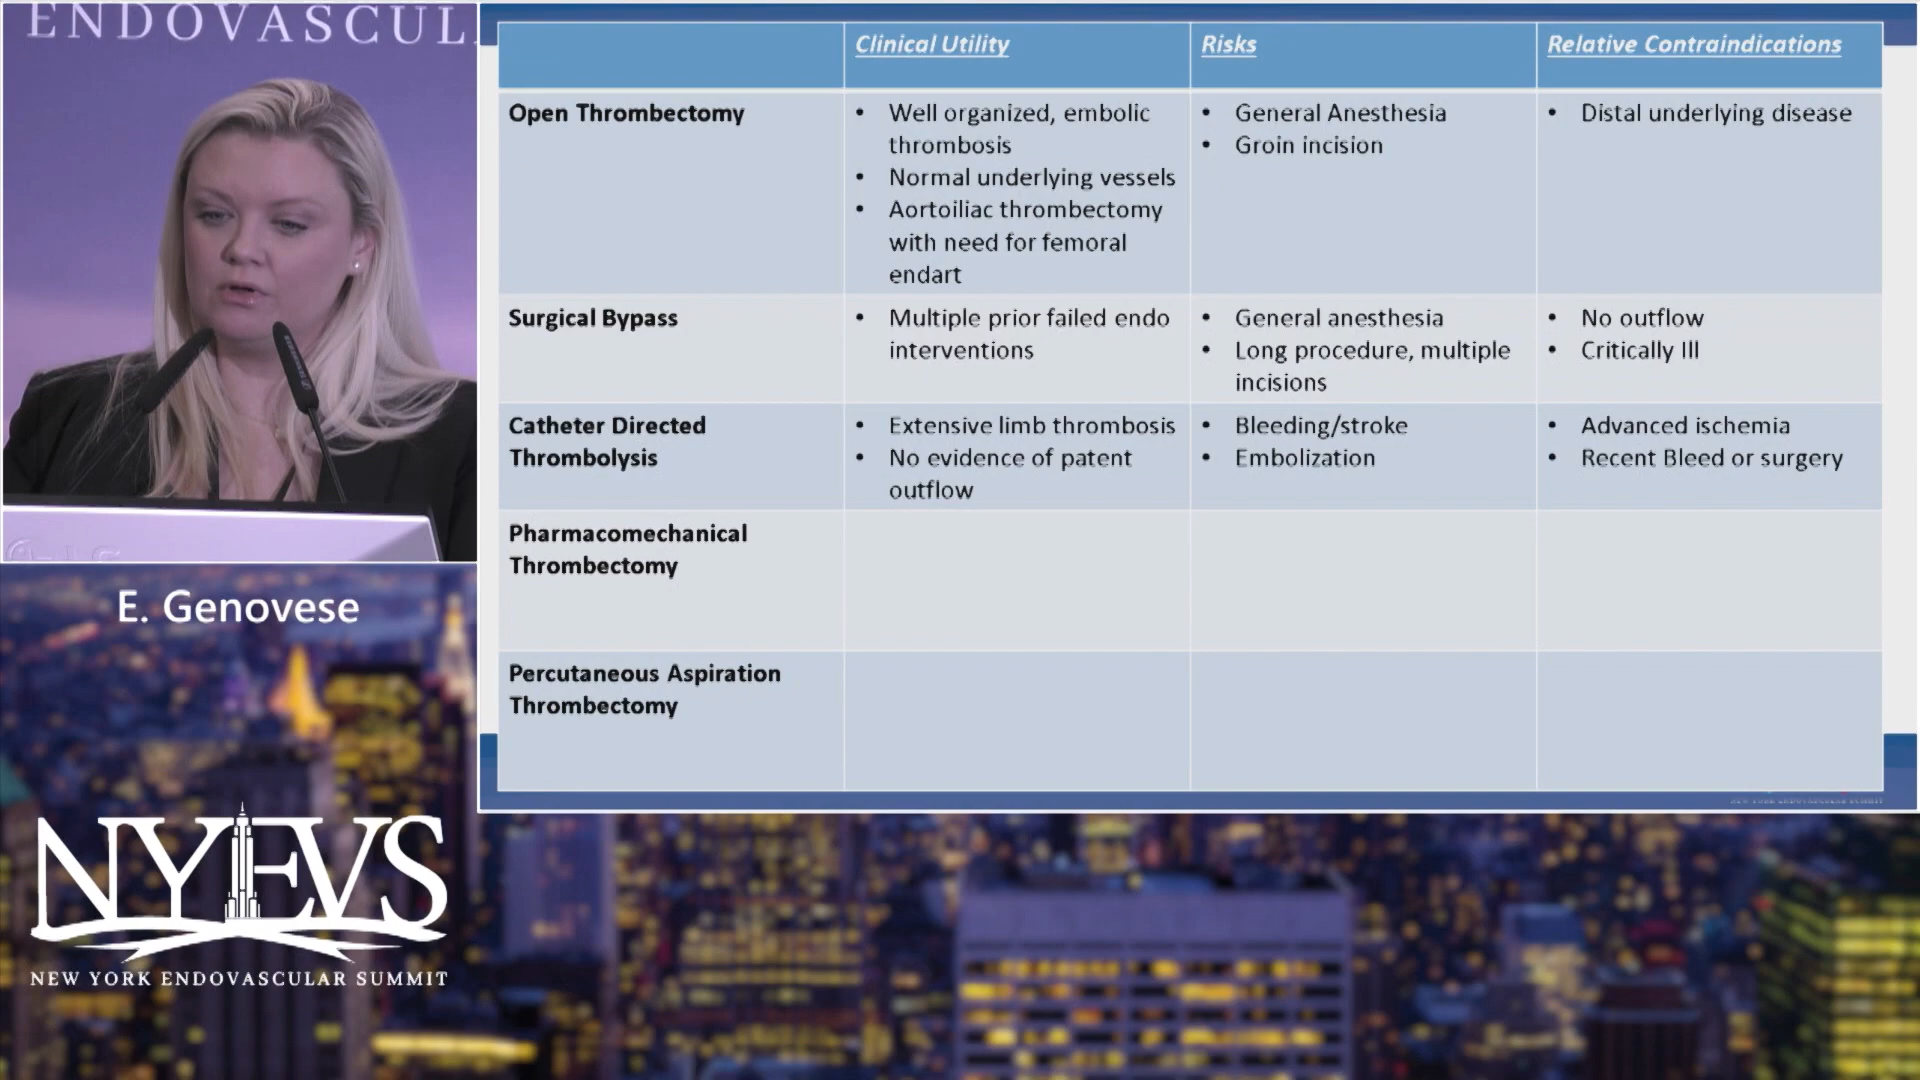 ENDOVASCUL
Clinical Utility
Risks
Relative Contraindications
Open Thrombectomy
• Well organized, embolic
thrombosis
• Normal underlying vessels
• Aortoiliac thrombectomy
with need for femoral
endart
• General Anesthesia
• Groin incision
• Distal underlying disease
Surgical Bypass
• Multiple prior failed endo
interventions
• General anesthesia
• Long procedure, multiple
incisions
• No outflow
• Critically Ill
Catheter Directed
Thrombolysis
• Extensive limb thrombosis
• No evidence of patent
outflow
• Bleeding/stroke
• Embolization
• Advanced ischemia
• Recent Bleed or surgery
Pharmacomechanical
Thrombectomy
Percutaneous Aspiration
Thrombectomy
E. Genovese
NYEVS
NEW YORK ENDOVASCULAR SUMMIT